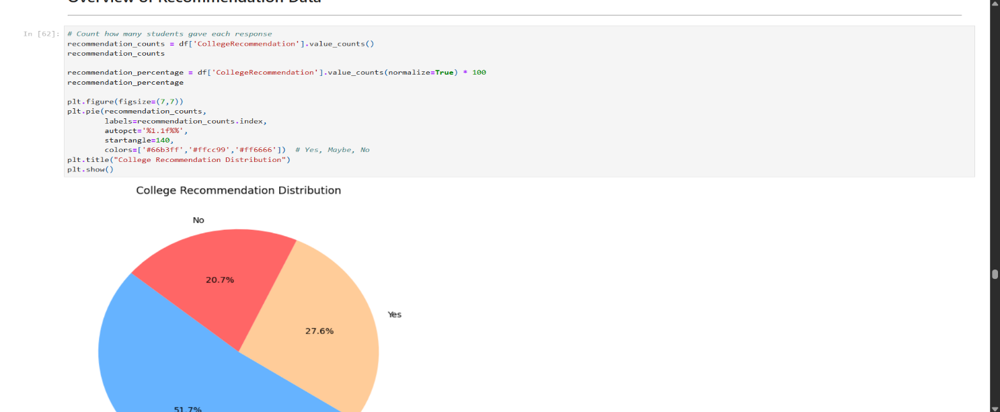 Overview of Recommendation Data
In [62]:
# Count how many students gave each response
recommendation_counts = df['CollegeRecommendation'].value_counts()
recommendation_counts
recommendation_percentage = df['CollegeRecommendation'].value_counts(normalize=True) * 100
recommendation_percentage
plt.figure(figsize=(7,7))
plt.pie(recommendation_counts,
        labels=recommendation_counts.index,
        autopct='%1.1f%%',
        startangle=140,
        colors=['#66b3ff','#ffcc99','#ff6666'])  # Yes, Maybe, No
plt.title("College Recommendation Distribution")
plt.show()
College Recommendation Distribution
No
20.7%
Yes
27.6%
51.7%